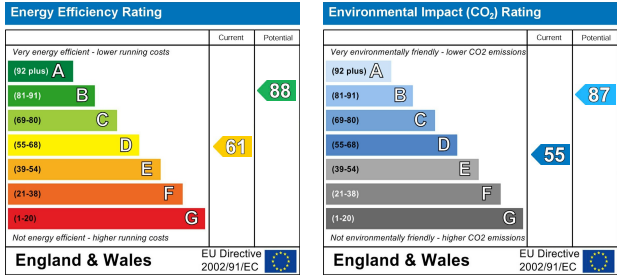 Energy Efficiency Rating
Current Potential
Very energy efficient - lower running costs
(92 plus) A
(81-91) B
88
(69-80) C
(55-68) D
61
(39-54) E
(21-38) F
(1-20) G
Not energy efficient - higher running costs
England & Wales
EU Directive
2002/91/EC
Environmental Impact (CO₂) Rating
Current Potential
Very environmentally friendly - lower CO2 emissions
(92 plus) A
(81-91) B
87
(69-80) C
(55-68) D
55
(39-54) E
(21-38) F
(1-20) G
Not environmentally friendly - higher CO2 emissions
England & Wales
EU Directive
2002/91/EC